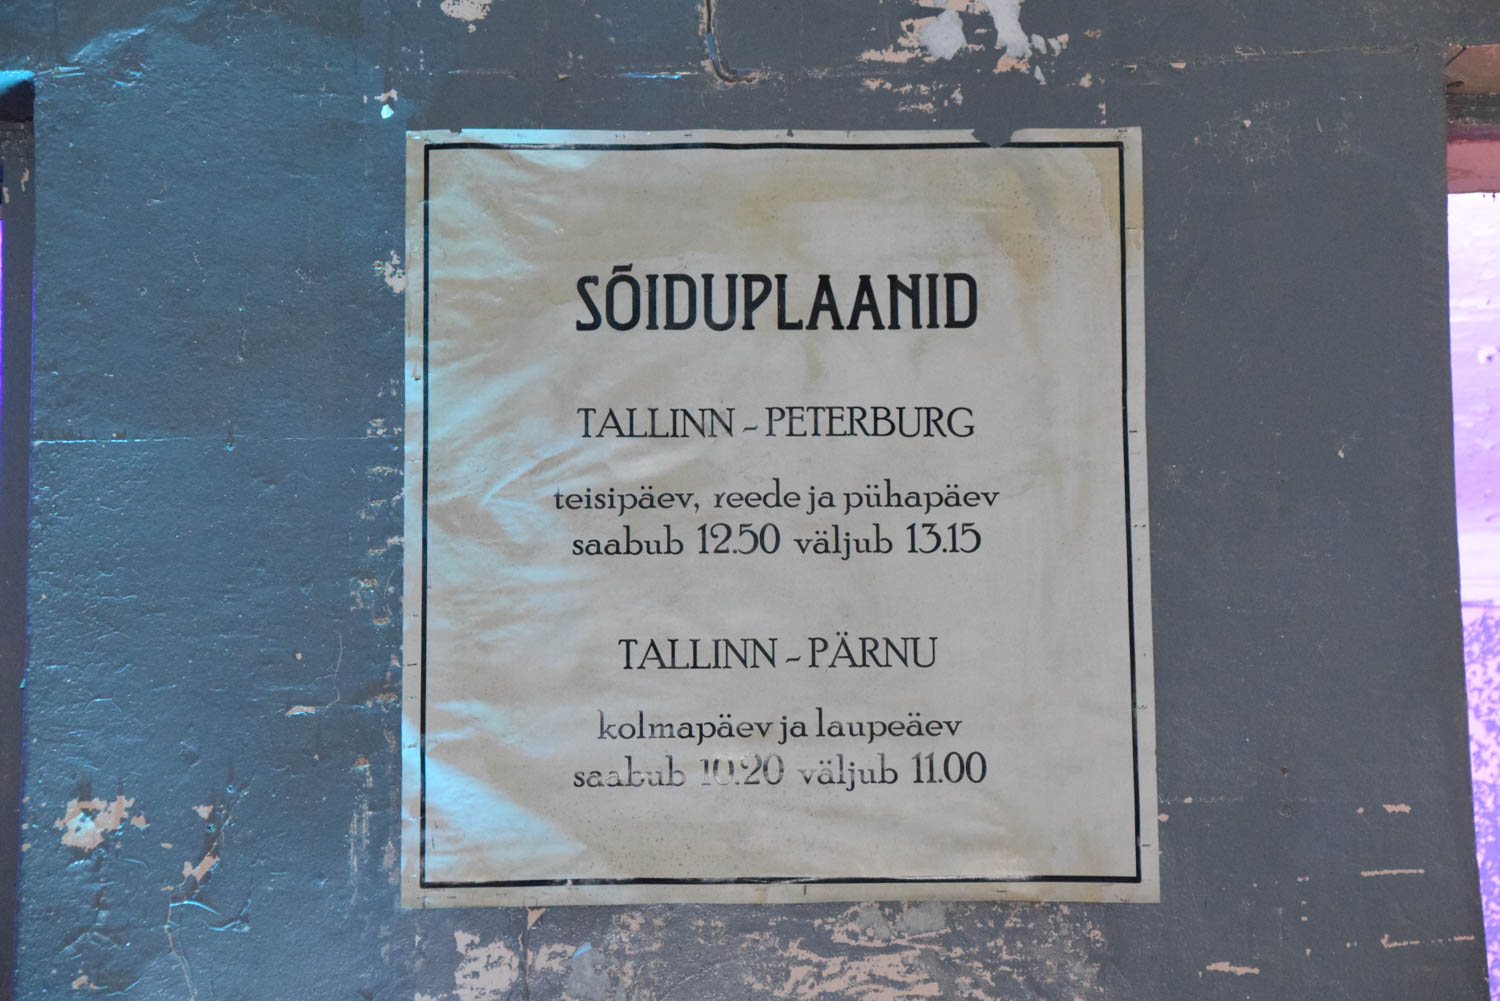 SÕIDUPLAANID
TALLINN - PETERBURG
teisipäev, reede ja pühapäev
saabub 12.50 väljub 13.15
TALLINN - PÄRNU
kolmapäev ja laupeäev
saabub 10.20 väljub 11.00